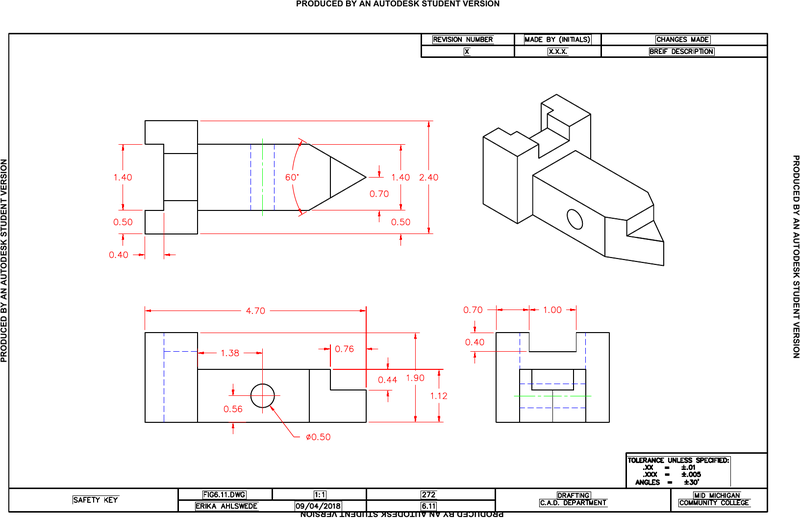 PRODUCED BY AN AUTODESK STUDENT VERSION
REVISION NUMBER MADE BY (INITIALS) CHANGES MADE
X X.X.X. BREIF DESCRIPTION
1.40 60° 1.40 2.40
0.70
0.50 0.50
0.40
4.70 0.70 1.00
0.40
1.38 0.76
0.44 1.90
1.12
0.56
⌀0.50
TOLERANCE UNLESS SPECIFIED:
.XX = ±.01
.XXX = ±.005
ANGLES = ±30'
SAFETY KEY FIG6.11.DWG 1:1 272 DRAFTING MID MICHIGAN
ERIKA AHLSWEDE 09/04/2018 6.11 C.A.D. DEPARTMENT COMMUNITY COLLEGE
PRODUCED BY AN AUTODESK STUDENT VERSION
PRODUCED BY AN AUTODESK STUDENT VERSION
PRODUCED BY AN AUTODESK STUDENT VERSION